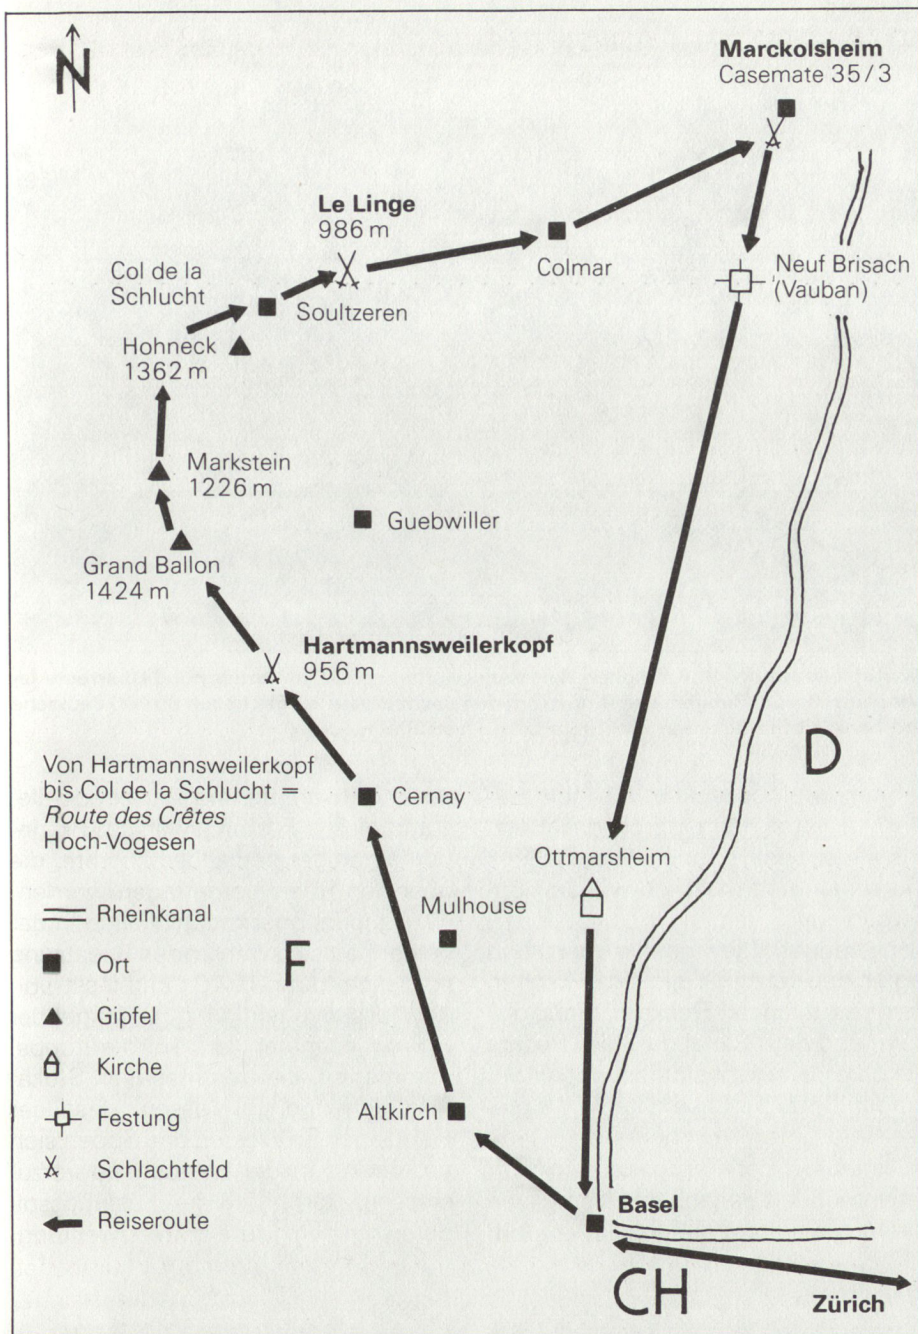 N
Marckolsheim
Casemate 35/3
Le Linge
986 m
Col de la
Schlucht
Colmar
Neuf Brisach
(Vauban)
Soultzeren
Hohneck
1362 m
Markstein
1226 m
Guebwiller
Grand Ballon
1424 m
Hartmannsweilerkopf
956 m
D
Von Hartmannsweilerkopf
bis Col de la Schlucht =
Route des Crêtes
Hoch-Vogesen
Cernay
Ottmarsheim
Mulhouse
F
Rheinkanal
Ort
Gipfel
Kirche
Festung
Schlachtfeld
Reiseroute
Altkirch
Basel
CH
Zürich